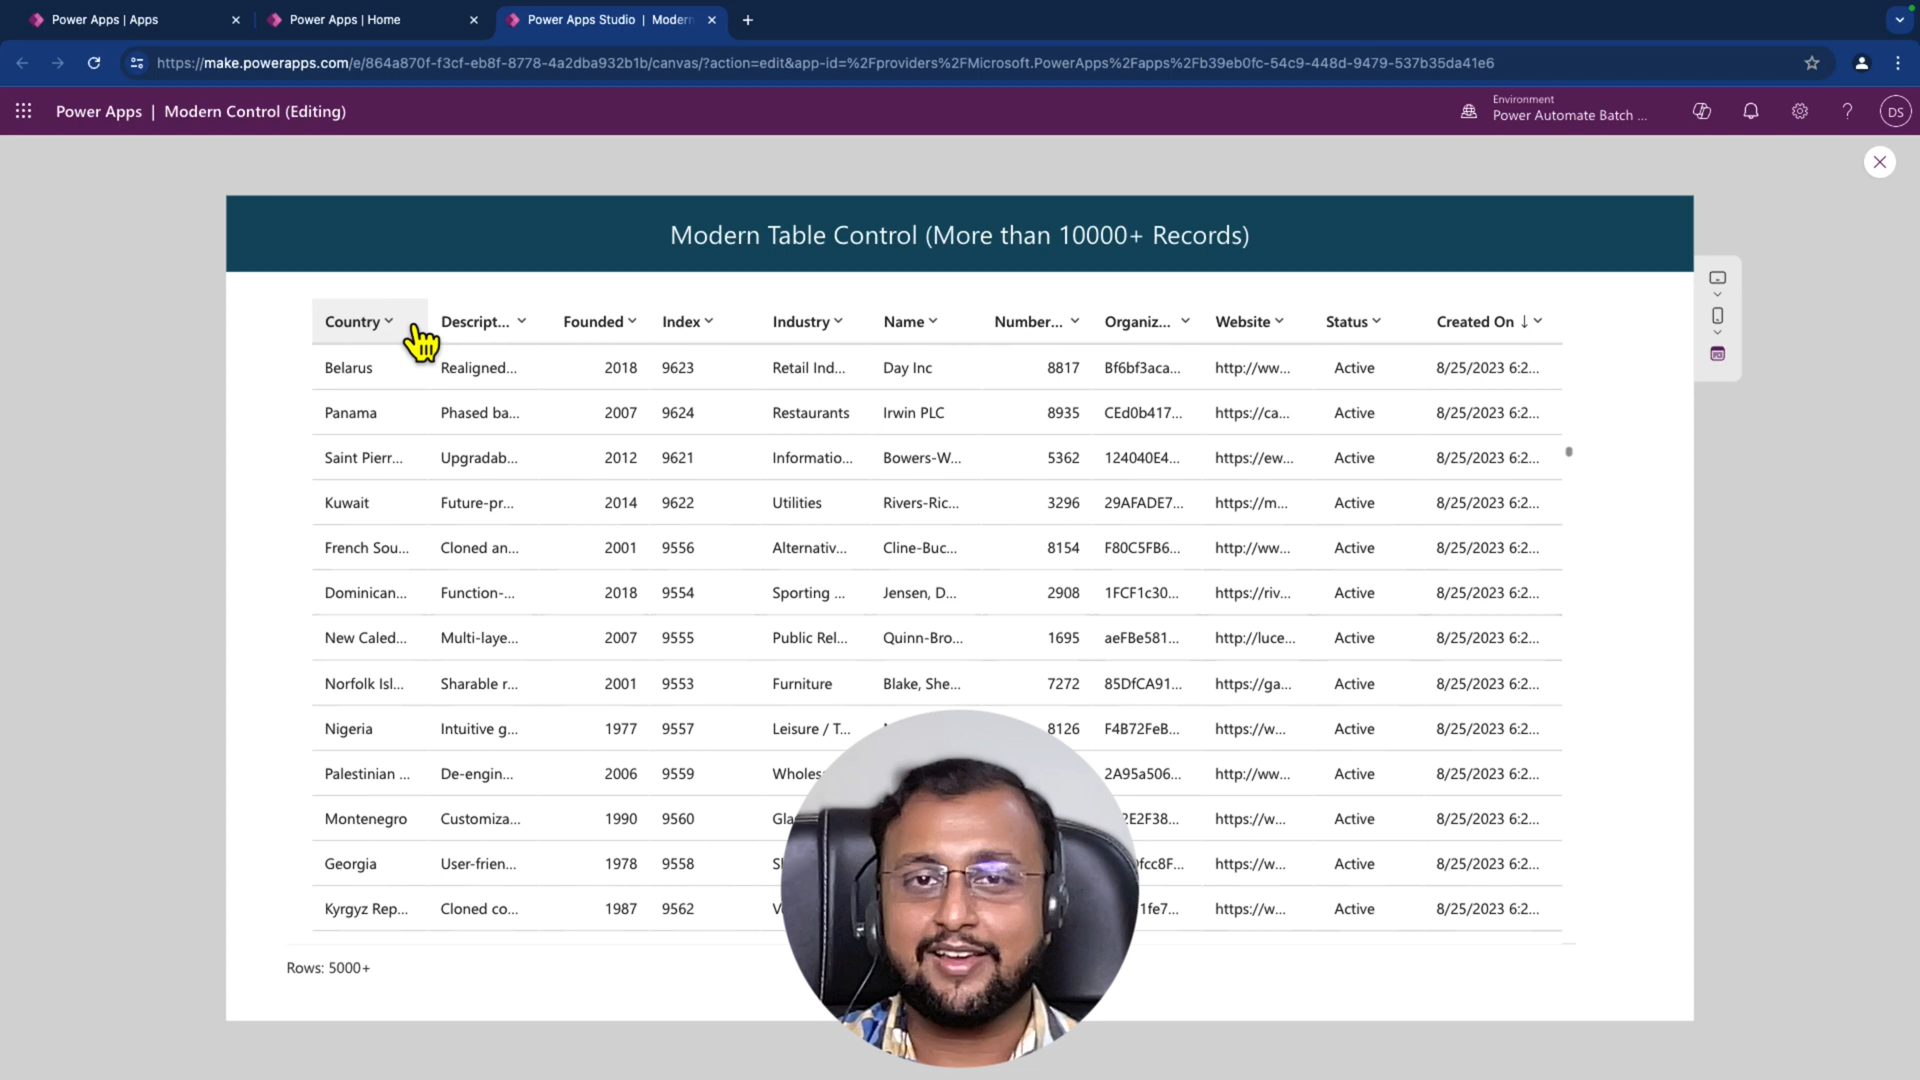 Power Apps | Apps
Power Apps | Home
Power Apps Studio | Modern
https://make.powerapps.com/e/864a870f-f3cf-eb8f-8778-4a2dba932b1b/canvas/?action=edit&app-id=%2Fproviders%2FMicrosoft.PowerApps%2Fapps%2Fb39eb0fc-54c9-448d-9479-537b35da41e6
Power Apps | Modern Control (Editing)
Environment
Power Automate Batch ...
DS
Modern Table Control (More than 10000+ Records)
Country Descript... Founded Index Industry Name Number... Organiz... Website Status Created On
Belarus Realigned... 2018 9623 Retail Ind... Day Inc 8817 Bf6bf3aca... http://ww... Active 8/25/2023 6:2...
Panama Phased ba... 2007 9624 Restaurants Irwin PLC 8935 CEd0b417... https://ca... Active 8/25/2023 6:2...
Saint Pierr... Upgradab... 2012 9621 Informatio... Bowers-W... 5362 124040E4... https://ew... Active 8/25/2023 6:2...
Kuwait Future-pr... 2014 9622 Utilities Rivers-Ric... 3296 29AFADE7... https://m... Active 8/25/2023 6:2...
French Sou... Cloned an... 2001 9556 Alternativ... Cline-Buc... 8154 F80C5FB6... http://ww... Active 8/25/2023 6:2...
Dominican... Function-... 2018 9554 Sporting ... Jensen, D... 2908 1FCF1c30... https://riv... Active 8/25/2023 6:2...
New Caled... Multi-laye... 2007 9555 Public Rel... Quinn-Bro... 1695 aeFBe581... http://luce... Active 8/25/2023 6:2...
Norfolk Isl... Sharable r... 2001 9553 Furniture Blake, She... 7272 85DfCA91... https://ga... Active 8/25/2023 6:2...
Nigeria Intuitive g... 1977 9557 Leisure / T... 8126 F4B72FeB... https://w... Active 8/25/2023 6:2...
Palestinian ... De-engin... 2006 9559 Wholes 2A95a506... http://ww... Active 8/25/2023 6:2...
Montenegro Customiza... 1990 9560 Gla 2E2F38... https://w... Active 8/25/2023 6:2...
Georgia User-frien... 1978 9558 fcc8F... https://w... Active 8/25/2023 6:2...
Kyrgyz Rep... Cloned co... 1987 9562 1fe7... https://w... Active 8/25/2023 6:2...
Rows: 5000+